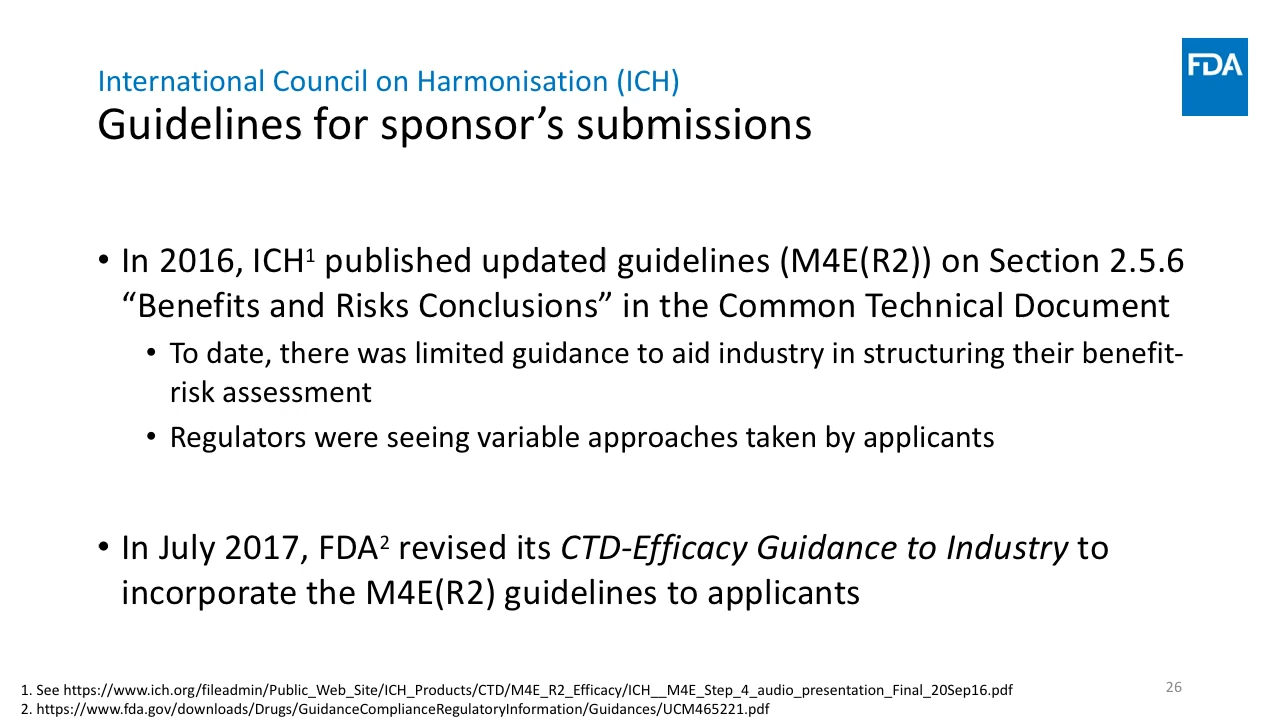 FDA
International Council on Harmonisation (ICH)
Guidelines for sponsor’s submissions
• In 2016, ICH¹ published updated guidelines (M4E(R2)) on Section 2.5.6
“Benefits and Risks Conclusions” in the Common Technical Document
• To date, there was limited guidance to aid industry in structuring their benefit-
risk assessment
• Regulators were seeing variable approaches taken by applicants
• In July 2017, FDA² revised its CTD-Efficacy Guidance to Industry to
incorporate the M4E(R2) guidelines to applicants
1. See https://www.ich.org/fileadmin/Public_Web_Site/ICH_Products/CTD/M4E_R2_Efficacy/ICH__M4E_Step_4_audio_presentation_Final_20Sep16.pdf
2. https://www.fda.gov/downloads/Drugs/GuidanceComplianceRegulatoryInformation/Guidances/UCM465221.pdf
26